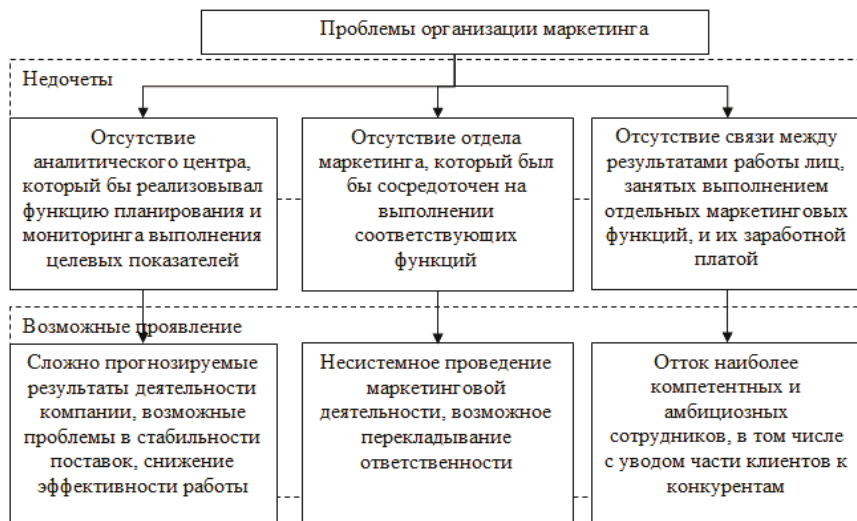 Проблемы организации маркетинга
Недочеты
Отсутствие
аналитического центра,
который бы реализовывал
функцию планирования и
мониторинга выполнения
целевых показателей
Отсутствие отдела
маркетинга, который был
бы сосредоточен на
выполнении
соответствующих
функций
Отсутствие связи между
результатами работы лиц,
занятых выполнением
отдельных маркетинговых
функций, и их заработной
платой
Возможные проявление
Сложно прогнозируемые
результаты деятельности
компании, возможные
проблемы в стабильности
поставок, снижение
эффективности работы
Несистемное проведение
маркетинговой
деятельности, возможное
перекладывание
ответственности
Отток наиболее
компетентных и
амбициозных
сотрудников, в том числе
с уводом части клиентов к
конкурентам